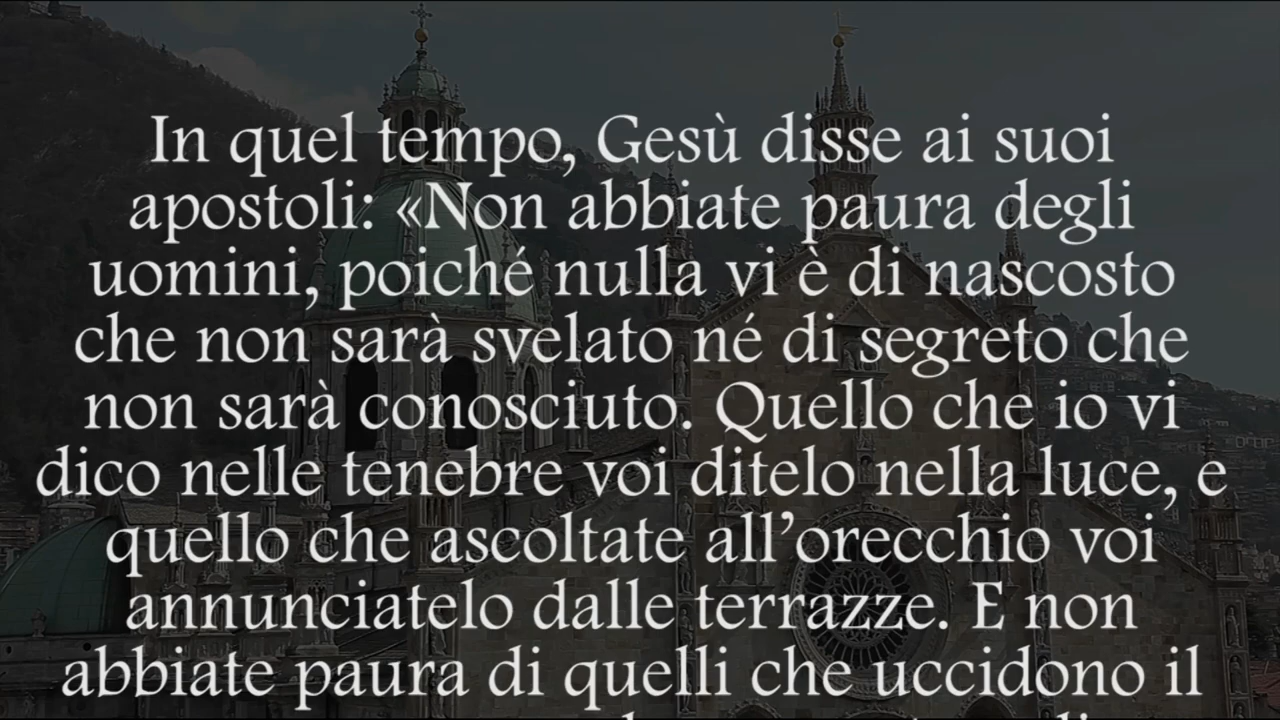 In quel tempo, Gesù disse ai suoi
apostoli: «Non abbiate paura degli
uomini, poiché nulla vi è di nascosto
che non sarà svelato né di segreto che
non sarà conosciuto. Quello che io vi
dico nelle tenebre voi ditelo nella luce, e
quello che ascoltate all’orecchio voi
annunciatelo dalle terrazze. E non
abbiate paura di quelli che uccidono il